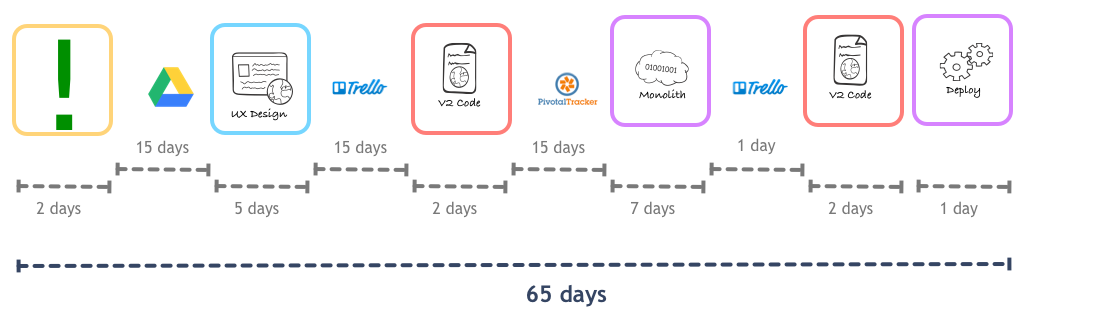 !
UX Design
Trello
V2 Code
PivotalTracker
01001001
Monolith
Trello
V2 Code
Deploy
15 days
15 days
15 days
1 day
2 days
5 days
2 days
7 days
2 days
1 day
65 days